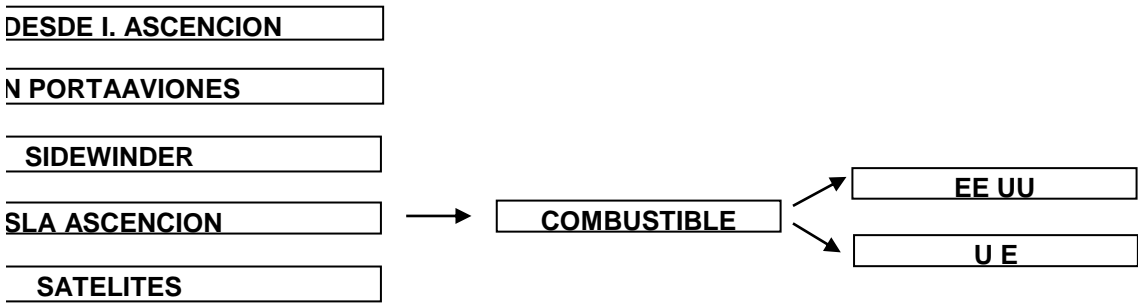 DESDE I. ASCENCION
N PORTAAVIONES
SIDEWINDER
SLA ASCENCION
SATELITES
COMBUSTIBLE
EE UU
U E